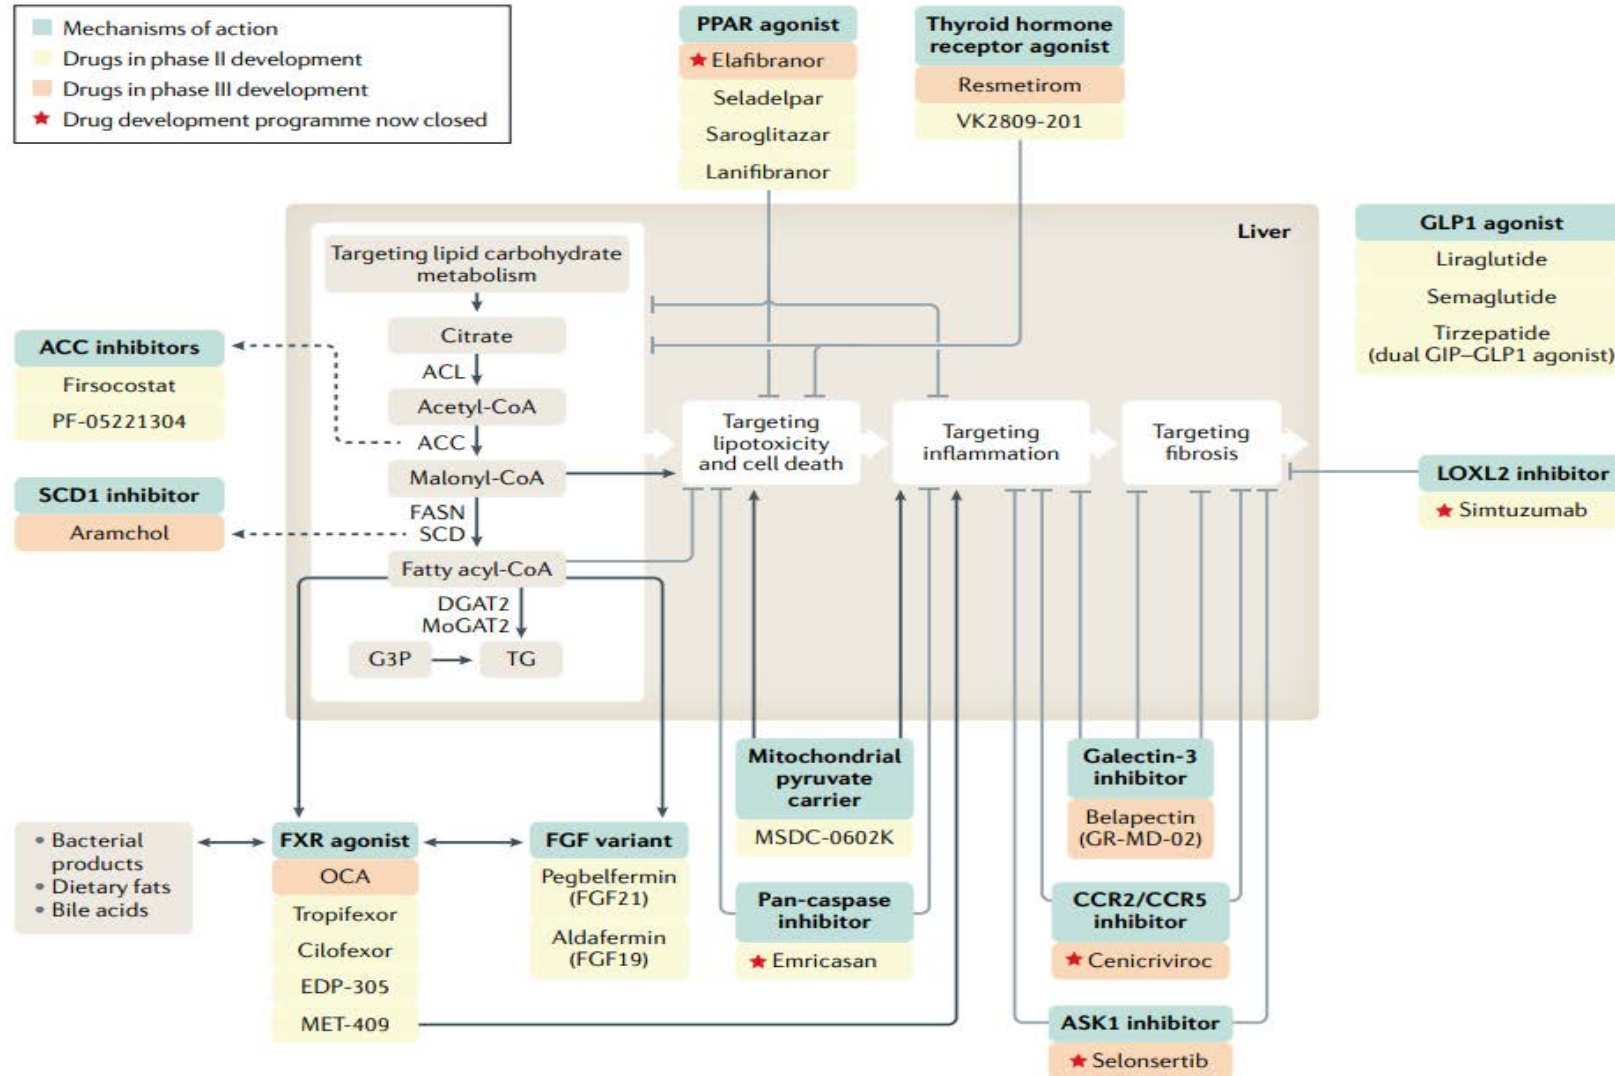 Mechanisms of action
Drugs in phase II development
Drugs in phase III development
★ Drug development programme now closed
PPAR agonist
★ Elafibranor
Seladelpar
Saroglitazar
Lanifibranor
Thyroid hormone
receptor agonist
Resmetirom
VK2809-201
Liver
GLP1 agonist
Liraglutide
Semaglutide
Tirzepatide
(dual GIP–GLP1 agonist)
Targeting lipid carbohydrate
metabolism
Citrate
ACL
Acetyl-CoA
ACC
Malonyl-CoA
FASN
SCD
Fatty acyl-CoA
DGAT2
MoGAT2
G3P
TG
ACC inhibitors
Firsocostat
PF-05221304
SCD1 inhibitor
Aramchol
Targeting
lipotoxicity
and cell death
Targeting
inflammation
Targeting
fibrosis
LOXL2 inhibitor
★ Simtuzumab
• Bacterial
products
• Dietary fats
• Bile acids
FXR agonist
OCA
Tropifexor
Cilofexor
EDP-305
MET-409
FGF variant
Pegbelfermin
(FGF21)
Aldafermin
(FGF19)
Mitochondrial
pyruvate
carrier
MSDC-0602K
Pan-caspase
inhibitor
★ Emricasan
Galectin-3
inhibitor
Belapectin
(GR-MD-02)
CCR2/CCR5
inhibitor
★ Cenicriviroc
ASK1 inhibitor
★ Selonsertib